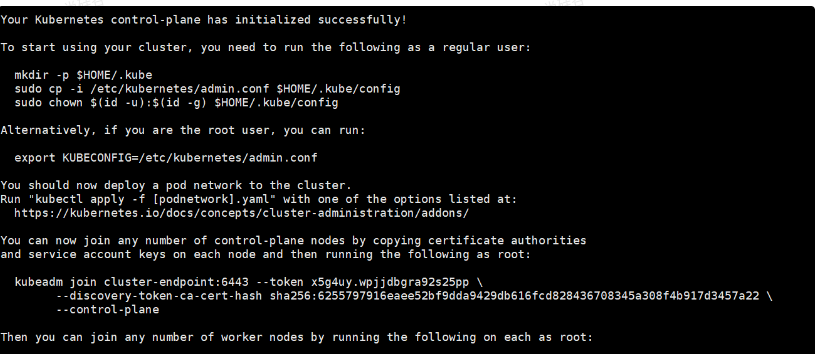 Your Kubernetes control-plane has initialized successfully!
To start using your cluster, you need to run the following as a regular user:
mkdir -p $HOME/.kube
sudo cp -i /etc/kubernetes/admin.conf $HOME/.kube/config
sudo chown $(id -u):$(id -g) $HOME/.kube/config
Alternatively, if you are the root user, you can run:
export KUBECONFIG=/etc/kubernetes/admin.conf
You should now deploy a pod network to the cluster.
Run "kubectl apply -f [podnetwork].yaml" with one of the options listed at:
https://kubernetes.io/docs/concepts/cluster-administration/addons/
You can now join any number of control-plane nodes by copying certificate authorities
and service account keys on each node and then running the following as root:
kubeadm join cluster-endpoint:6443 --token x5g4uy.wpjjdbgra92s25pp \
--discovery-token-ca-cert-hash sha256:6255797916eaee52bf9dda9429db616fcd828436708345a308f4b917d3457a22 \
--control-plane
Then you can join any number of worker nodes by running the following on each as root: